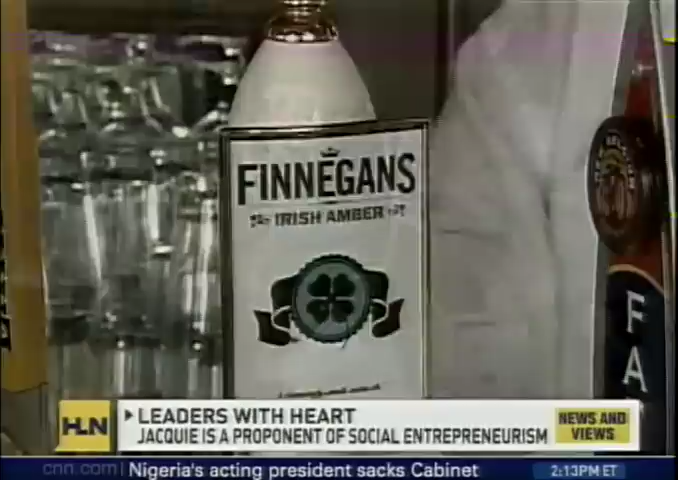 FINNEGANS
IRISH AMBER
FA
HLN
LEADERS WITH HEART
JACQUIE IS A PROPONENT OF SOCIAL ENTREPRENEURISM
NEWS AND
VIEWS
cnn.com
Nigeria's acting president sacks Cabinet
2:13PM ET